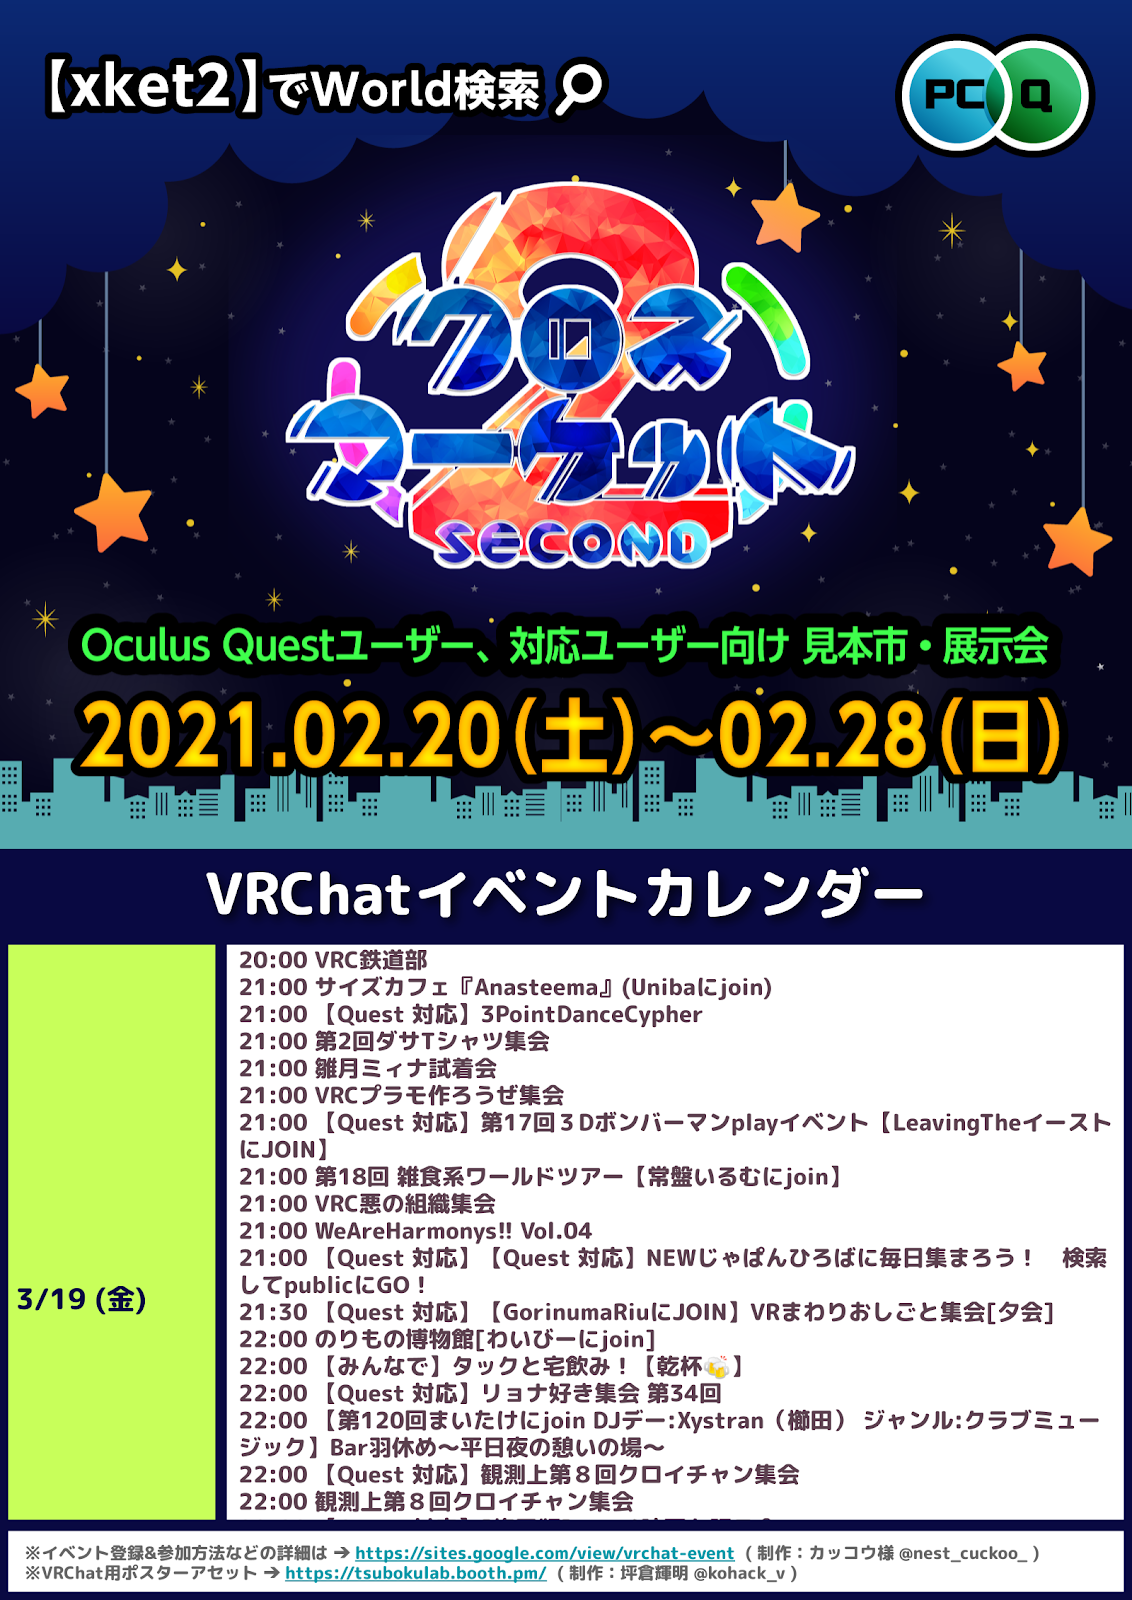 【xket2】でWorld検索
PC Q
2
クロス
マーケット
SECOND
Oculus Questユーザー、対応ユーザー向け 見本市・展示会
2021.02.20(土)～02.28(日)
VRChatイベントカレンダー
3/19 (金)
20:00 VRC鉄道部
21:00 サイズカフェ『Anasteema』(Unibaにjoin)
21:00 【Quest 対応】3PointDanceCypher
21:00 第2回ダサTシャツ集会
21:00 雛月ミィナ試着会
21:00 VRCプラモ作ろうぜ集会
21:00 【Quest 対応】第17回３Dボンバーマンplayイベント【LeavingTheイースト
にJOIN】
21:00 第18回 雑食系ワールドツアー【常盤いるむにjoin】
21:00 VRC悪の組織集会
21:00 WeAreHarmonys!! Vol.04
21:00 【Quest 対応】【Quest 対応】NEWじゃぱんひろばに毎日集まろう！　検索
してpublicにGO！
21:30 【Quest 対応】【GorinumaRiuにJOIN】VRまわりおしごと集会[夕会]
22:00 のりもの博物館[わいびーにjoin]
22:00 【みんなで】タックと宅飲み！【乾杯🍻】
22:00 【Quest 対応】リョナ好き集会 第34回
22:00 【第120回まいたけにjoin DJデー:Xystran（櫛田） ジャンル:クラブミュー
ジック】Bar羽休め～平日夜の憩いの場～
22:00 【Quest 対応】観測上第８回クロイチャン集会
22:00 観測上第８回クロイチャン集会
※イベント登録&参加方法などの詳細は ➔ https://sites.google.com/view/vrchat-event （制作：カッコウ様 @nest_cuckoo_ )
※VRChat用ポスターアセット ➔ https://tsubokulab.booth.pm/ （制作：坪倉輝明 @kohack_v )